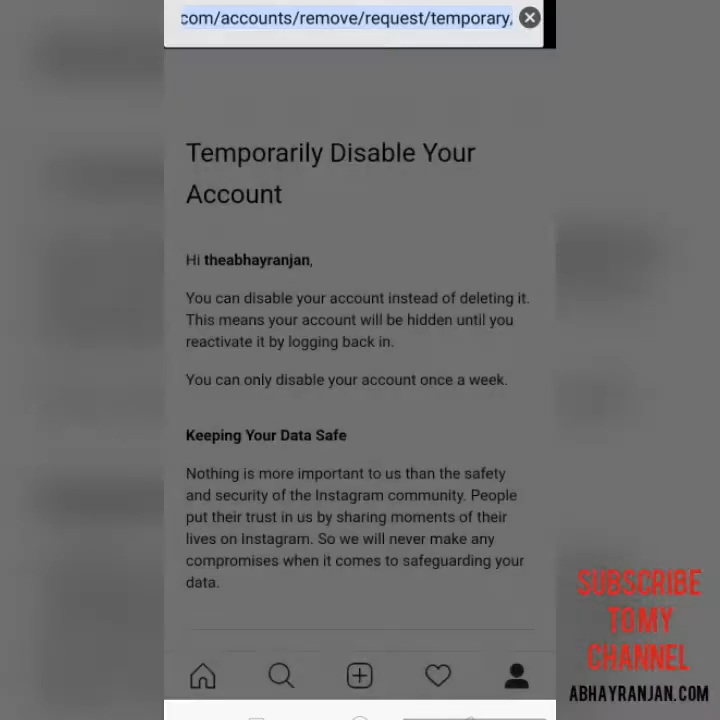 com/accounts/remove/request/temporary
Temporarily Disable Your
Account
Hi theabhayranjan,
You can disable your account instead of deleting it.
This means your account will be hidden until you
reactivate it by logging back in.
You can only disable your account once a week.
Keeping Your Data Safe
Nothing is more important to us than the safety
and security of the Instagram community. People
put their trust in us by sharing moments of their
lives on Instagram. So we will never make any
compromises when it comes to safeguarding your
data.
SUBSCRIBE
TO MY
CHANNEL
ABHAYRANJAN.COM